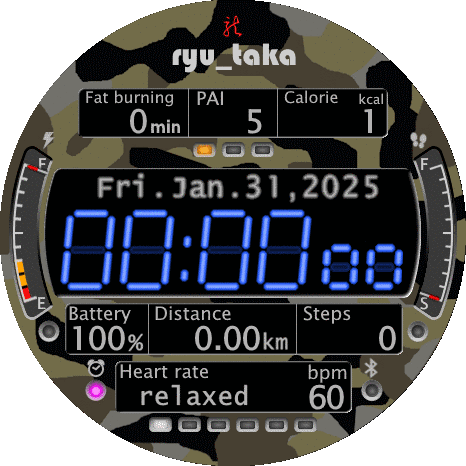 ryu_taka
Fat burning PAI Calorie kcal
0min 5 1
F F
Fri.Jan.31,2025
00:00 00
E S
Battery Distance Steps
100% 0.00km 0
Heart rate bpm
relaxed 60